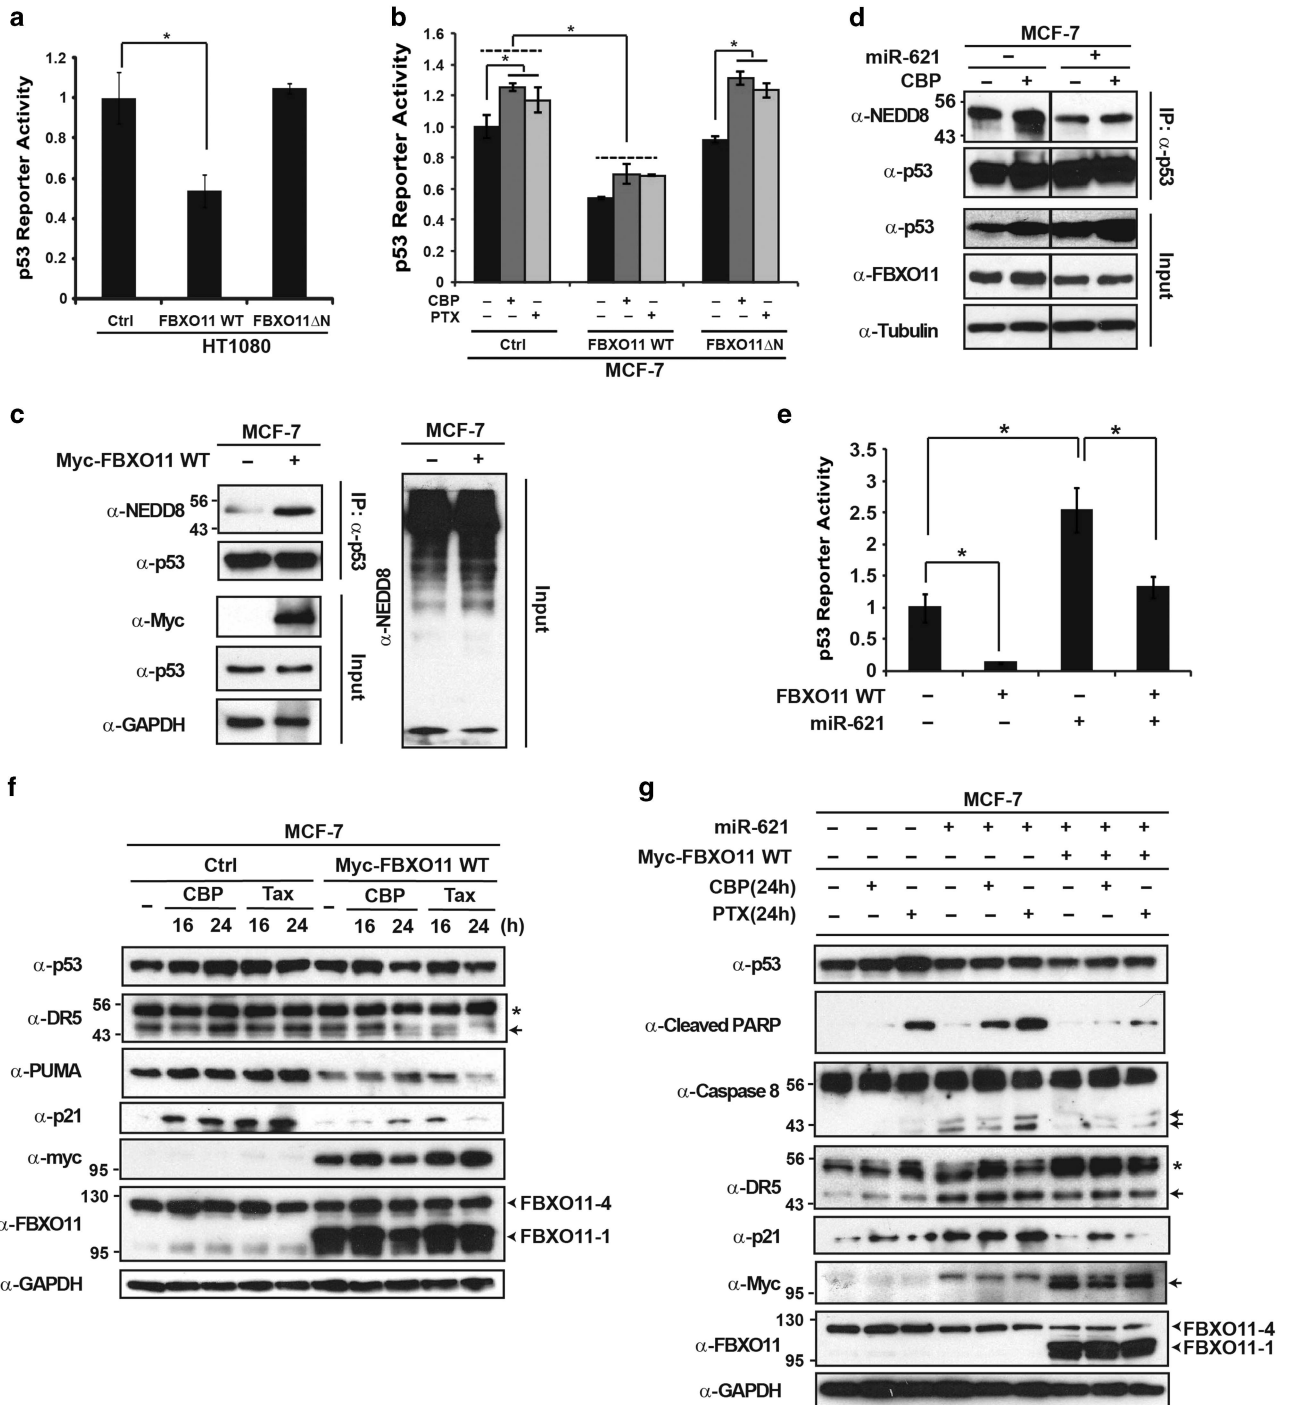 a
*
p53 Reporter Activity
1.2
1
0.8
0.6
0.4
0.2
0
Ctrl FBXO11 WT FBXO11ΔN
HT1080
b
p53 Reporter Activity
1.6
1.4
1.2
1.0
0.8
0.6
0.4
0.2
0
* * *
CBP – + – – + – – + –
PTX – – + – – + – – +
Ctrl FBXO11 WT FBXO11ΔN
MCF-7
d
MCF-7
miR-621 – +
CBP – + – +
α-NEDD8 56 43
α-p53
IP: α-p53
α-p53
α-FBXO11
α-Tubulin
Input
c
MCF-7
Myc-FBXO11 WT – +
α-NEDD8 56 43
α-p53
IP: α-p53
α-Myc
α-p53
α-GAPDH
Input
MCF-7
– +
α-NEDD8
Input
e
p53 Reporter Activity
3.5
3
2.5
2
1.5
1
0.5
0
* * *
FBXO11 WT – + – +
miR-621 – – + +
f
MCF-7
Ctrl Myc-FBXO11 WT
– CBP Tax – CBP Tax
16 24 16 24 16 24 16 24 (h)
α-p53
α-DR5 56 43 *
α-PUMA
α-p21
α-myc 95
α-FBXO11 130 95 FBXO11-4 FBXO11-1
α-GAPDH
g
MCF-7
miR-621 – – – + + + + + +
Myc-FBXO11 WT – – – – – – + + +
CBP(24h) – + – – + – – + –
PTX(24h) – – + – – + – – +
α-p53
α-Cleaved PARP
α-Caspase 8 56 43
α-DR5 56 43 *
α-p21
α-Myc 95
α-FBXO11 130 95 FBXO11-4 FBXO11-1
α-GAPDH